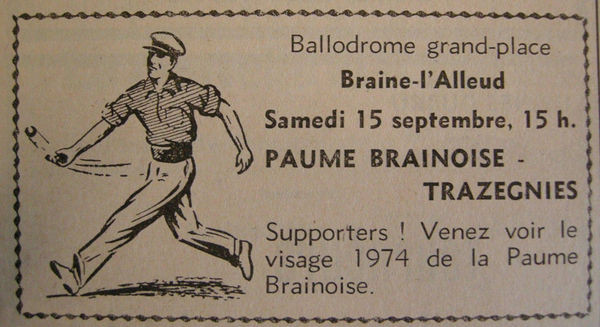 Ballodrome grand-place
Braine-l'Alleud
Samedi 15 septembre, 15 h.
PAUME BRAINOISE -
TRAZEGNIES
Supporters ! Venez voir le
visage 1974 de la Paume
Brainoise.